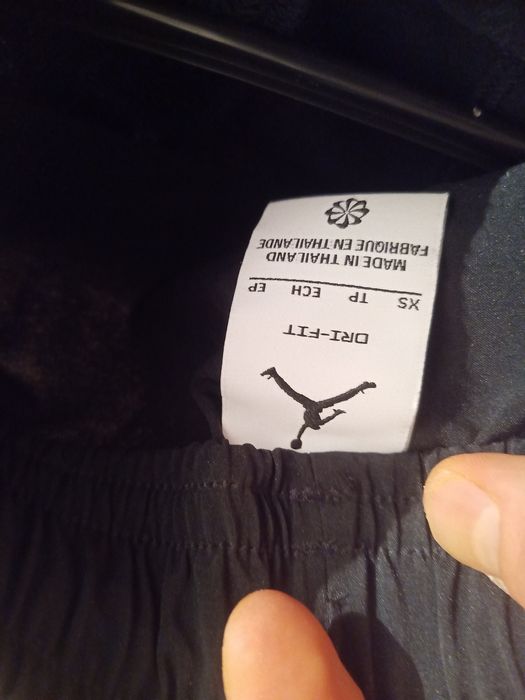 DRI-FIT
XS TP ECH EP
MADE IN THAILAND
FABRIQUE EN THAILANDE